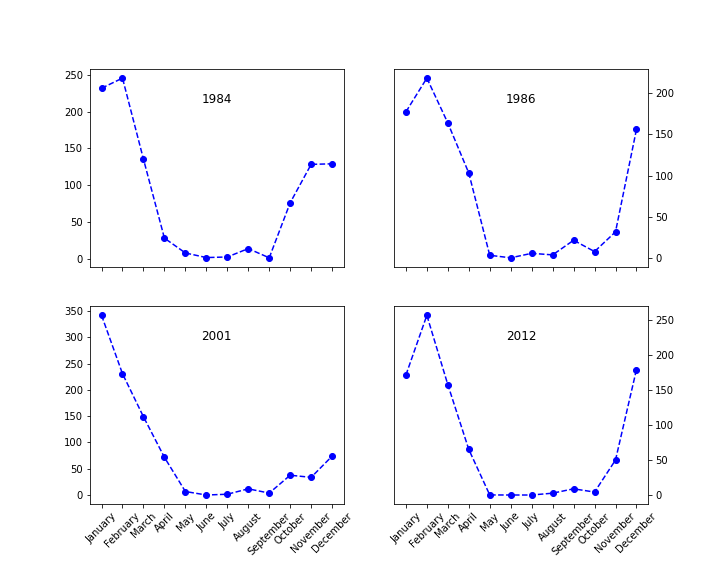 1984
250
200
150
100
50
0
1986
200
150
100
50
0
2001
350
300
250
200
150
100
50
0
January
February
March
April
May
June
July
August
September
October
November
December
2012
250
200
150
100
50
0
January
February
March
April
May
June
July
August
September
October
November
December